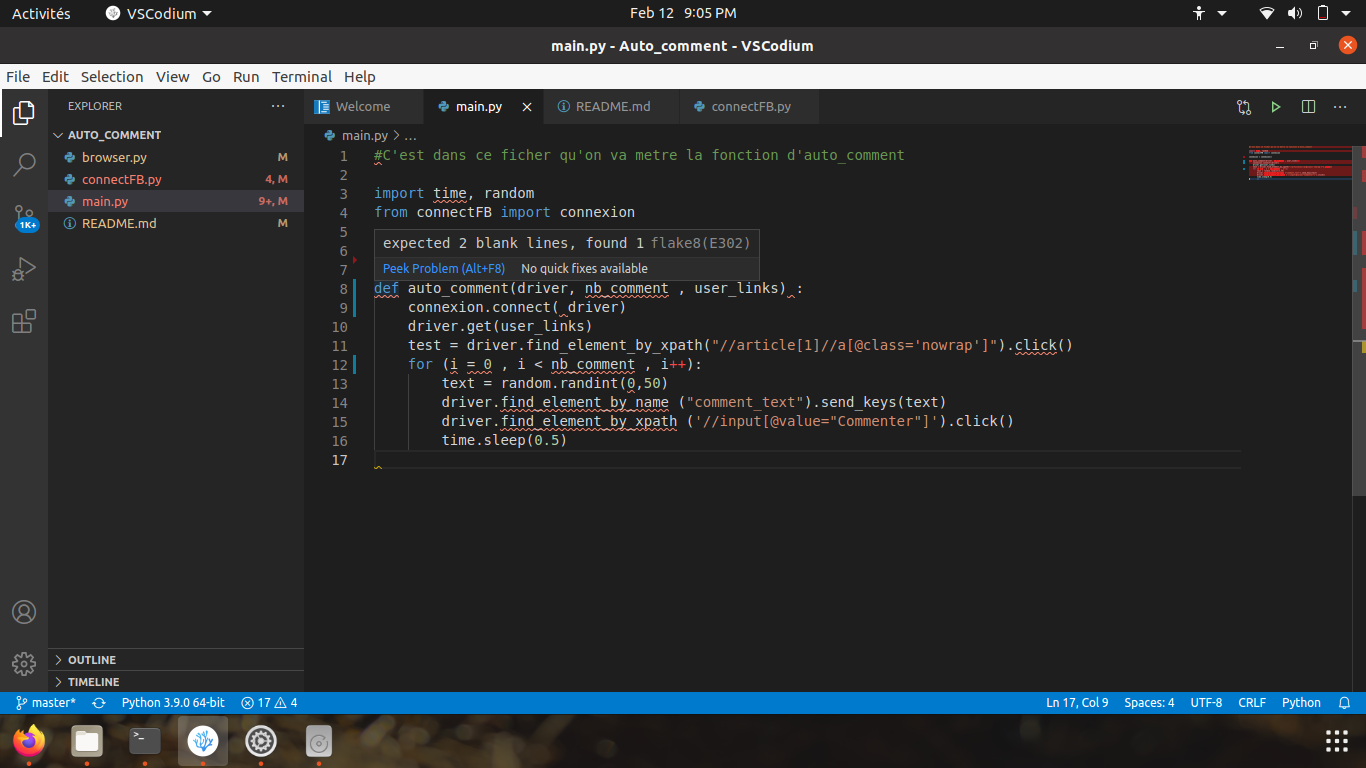 Activités VSCodium Feb 12 9:05 PM
main.py - Auto_comment - VSCodium
File Edit Selection View Go Run Terminal Help
EXPLORER
AUTO_COMMENT
browser.py M
connectFB.py 4, M
main.py 9+, M
README.md M
1K+
OUTLINE
TIMELINE
Welcome main.py README.md connectFB.py
main.py > ...
1 #C'est dans ce ficher qu'on va metre la fonction d'auto_comment
2
3 import time, random
4 from connectFB import connexion
5
6
7
expected 2 blank lines, found 1 flake8(E302)
Peek Problem (Alt+F8) No quick fixes available
8 def auto_comment(driver, nb_comment , user_links) :
9     connexion.connect( driver)
10     driver.get(user_links)
11     test = driver.find_element_by_xpath("//article[1]//a[@class='nowrap']").click()
12     for (i = 0 , i < nb_comment , i++):
13         text = random.randint(0,50)
14         driver.find_element_by_name ("comment_text").send_keys(text)
15         driver.find_element_by_xpath ('//input[@value="Commenter"]').click()
16         time.sleep(0.5)
17
master* Python 3.9.0 64-bit 17 4 Ln 17, Col 9 Spaces: 4 UTF-8 CRLF Python